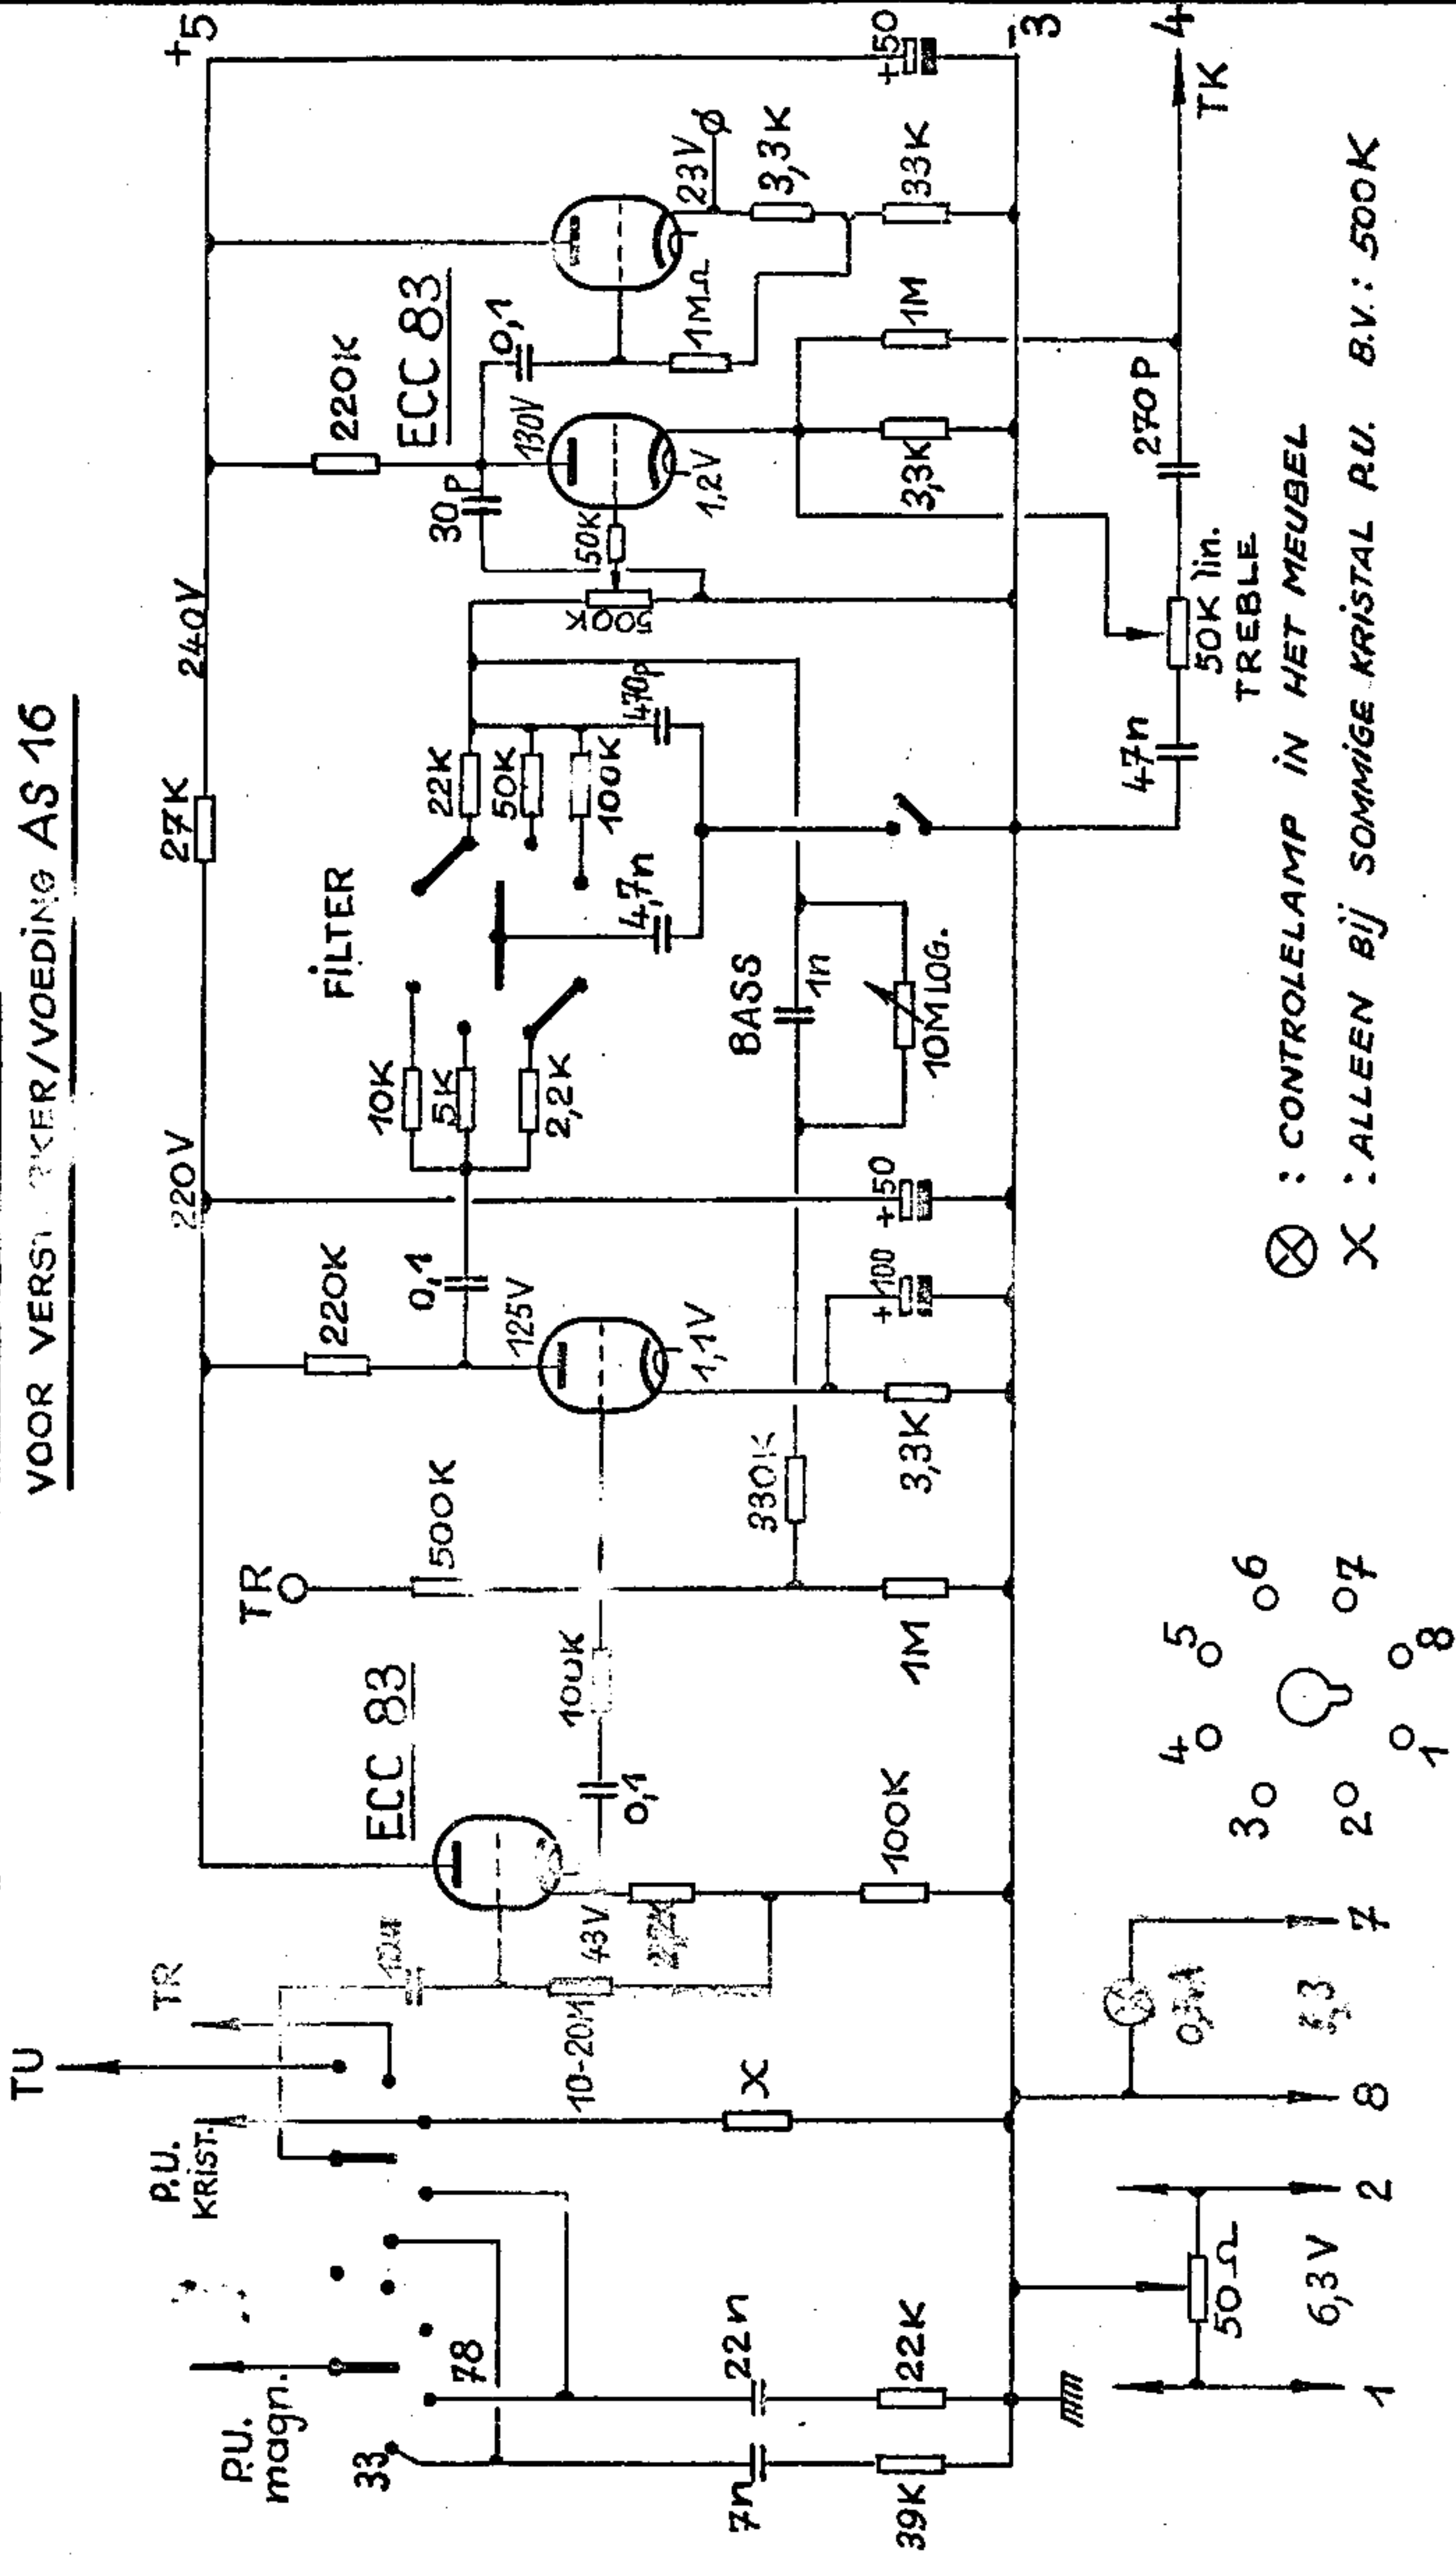 VOOR VERST RKER/VOEDING AS 16
TU
TR
P.U.
KRIST.
P.U.
magn.
33
78
TR
500K
ECC 83
220V
27K
240V
+5
220K
0,1
125V
1,1V
FILTER
10K
5K
2,2K
22K
50K
100K
4,7n
470p
220K
ECC 83
30P
130V
0,1
50K
500K
1,2V
1MΩ
23V
Ø
3,3K
33K
+50
10-20M
43V
X
0,1
100K
1M
330K
3,3K
+100
+50
BASS
1n
10M LOG.
3,3K
1M
-3
7n
39K
22n
22K
50Ω
6,3V
1
2
8
7
3
4
5
6
2
1
8
7
47n
50K lin.
TREBLE
270P
TK
4
⊗ : CONTROLELAMP IN HET MEUBEL
X : ALLEEN BIJ SOMMIGE KRISTAL P.U. B.V.: 500K